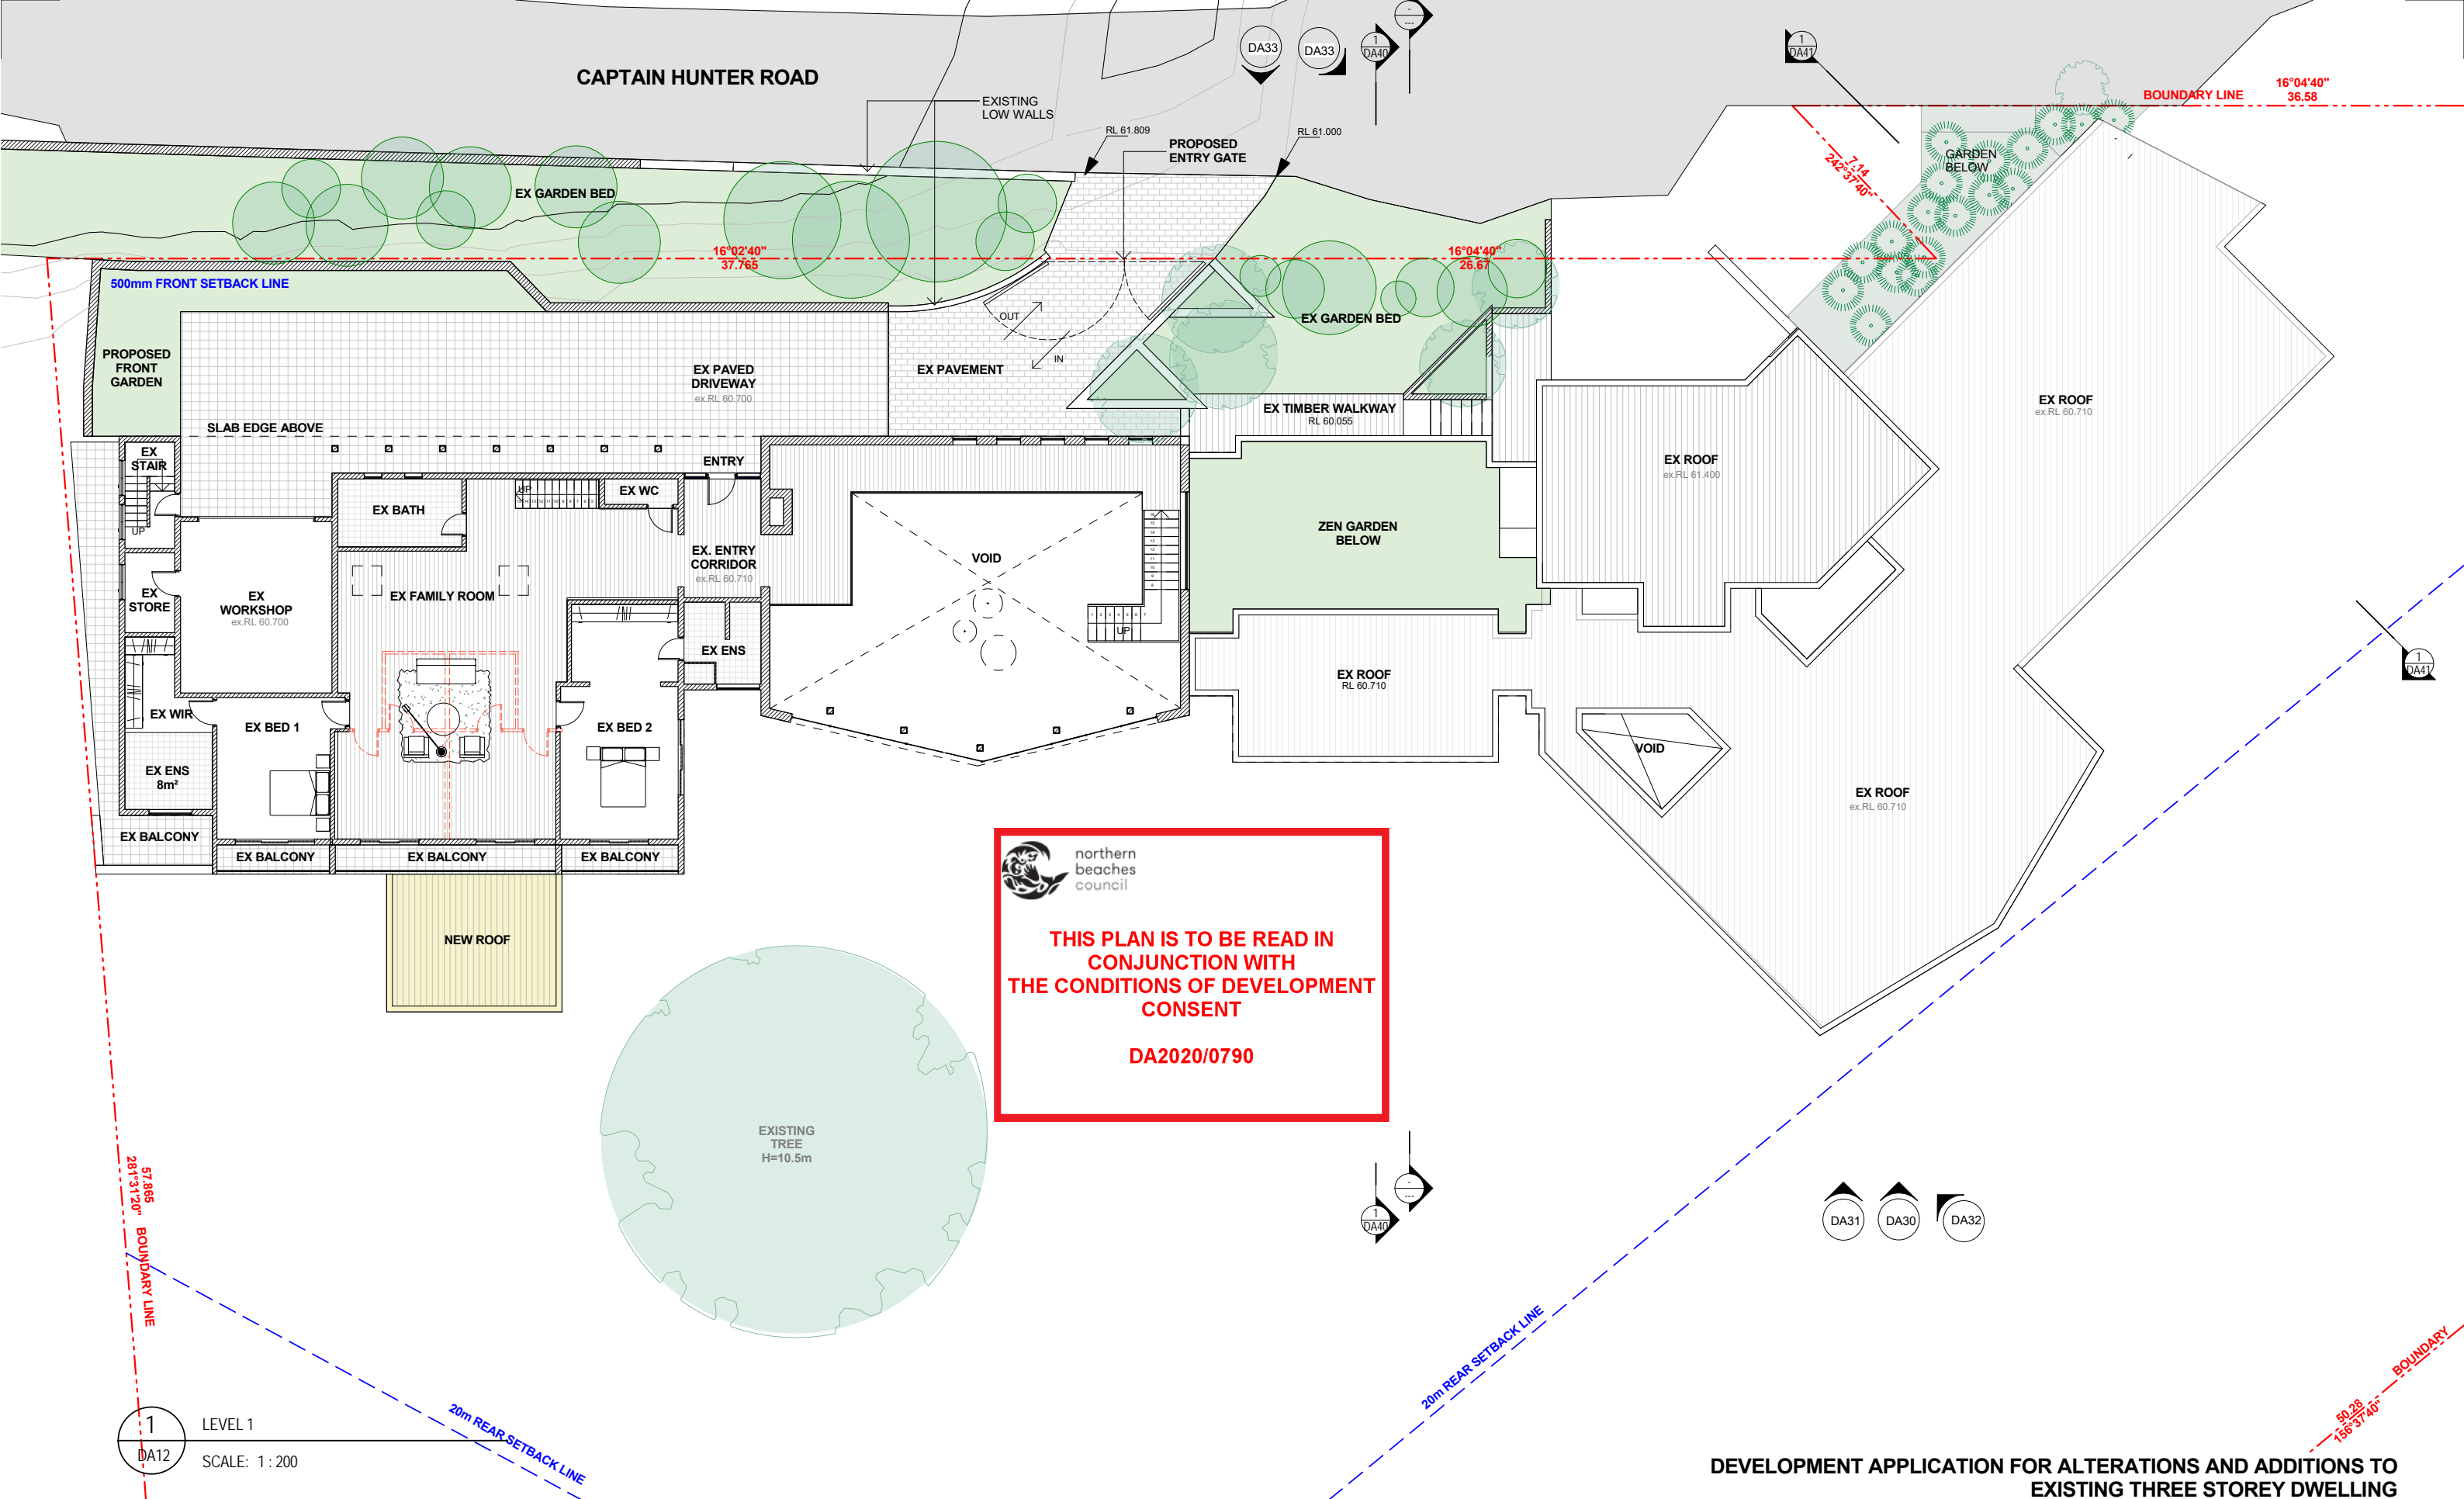 CAPTAIN HUNTER ROAD
DA33
DA33
1
DA40
-
---
1
DA41
BOUNDARY LINE
16°04'40"
36.58
EXISTING
LOW WALLS
RL 61.809
PROPOSED
ENTRY GATE
RL 61.000
GARDEN
BELOW
7.14
242°37'40"
EX GARDEN BED
16°02'40"
37.765
16°04'40"
26.67
500mm FRONT SETBACK LINE
OUT
IN
EX GARDEN BED
PROPOSED
FRONT
GARDEN
EX PAVED
DRIVEWAY
ex.RL 60.700
EX PAVEMENT
EX TIMBER WALKWAY
RL 60.055
EX ROOF
ex.RL 60.710
SLAB EDGE ABOVE
EX
STAIR
UP
ENTRY
EX BATH
UP
EX WC
EX ROOF
ex.RL 61.400
ZEN GARDEN
BELOW
VOID
EX. ENTRY
CORRIDOR
ex.RL 60.710
EX
STORE
EX
WORKSHOP
ex.RL 60.700
EX FAMILY ROOM
UP
EX ENS
EX ROOF
RL 60.710
1
DA41
EX WIR
EX BED 1
EX BED 2
VOID
EX ENS
8m²
EX ROOF
ex.RL 60.710
EX BALCONY
EX BALCONY
EX BALCONY
EX BALCONY
northern
beaches
council
NEW ROOF
THIS PLAN IS TO BE READ IN
CONJUNCTION WITH
THE CONDITIONS OF DEVELOPMENT
CONSENT
DA2020/0790
EXISTING
TREE
H=10.5m
57.865
281°31'20"
BOUNDARY LINE
-
---
1
DA40
DA31
DA30
DA32
20m REAR SETBACK LINE
20m REAR SETBACK LINE
BOUNDARY
50.28
156°37'40"
1
DA12
LEVEL 1
SCALE: 1 : 200
DEVELOPMENT APPLICATION FOR ALTERATIONS AND ADDITIONS TO
EXISTING THREE STOREY DWELLING